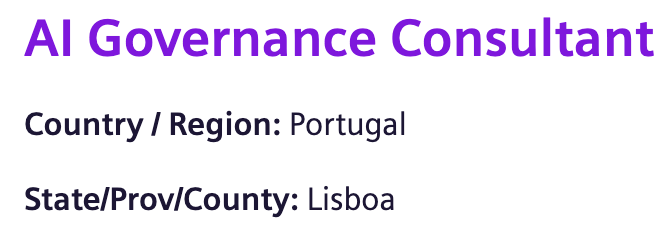 AI Governance Consultant
Country / Region: Portugal
State/Prov/County: Lisboa